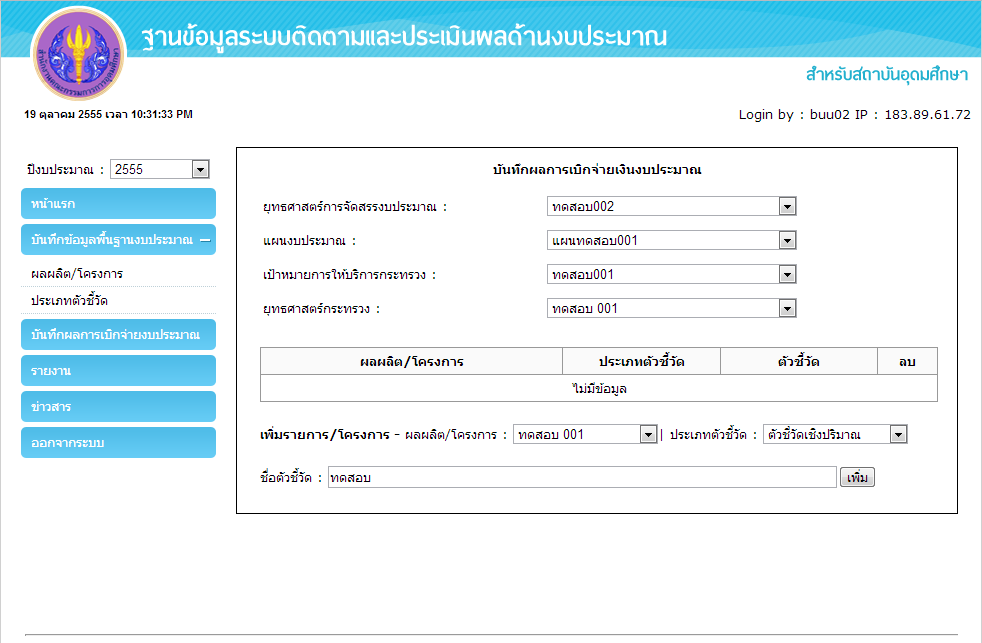 ฐานข้อมูลระบบติดตามและประเมินผลด้านงบประมาณ
สำหรับสถาบันอุดมศึกษา
19 ตุลาคม 2555 เวลา 10:31:33 PM
Login by : buu02 IP : 183.89.61.72
ปีงบประมาณ : 2555
หน้าแรก
บันทึกข้อมูลพื้นฐานงบประมาณ
ผลผลิต/โครงการ
ประเภทตัวชี้วัด
บันทึกผลการเบิกจ่ายงบประมาณ
รายงาน
ข่าวสาร
ออกจากระบบ
บันทึกผลการเบิกจ่ายเงินงบประมาณ
ยุทธศาสตร์การจัดสรรงบประมาณ : ทดสอบ002
แผนงบประมาณ : แผนทดสอบ001
เป้าหมายการให้บริการกระทรวง : ทดสอบ001
ยุทธศาสตร์กระทรวง : ทดสอบ 001
ผลผลิต/โครงการ ประเภทตัวชี้วัด ตัวชี้วัด ลบ
ไม่มีข้อมูล
เพิ่มรายการ/โครงการ - ผลผลิต/โครงการ : ทดสอบ 001 | ประเภทตัวชี้วัด : ตัวชี้วัดเชิงปริมาณ
ชื่อตัวชี้วัด : ทดสอบ เพิ่ม